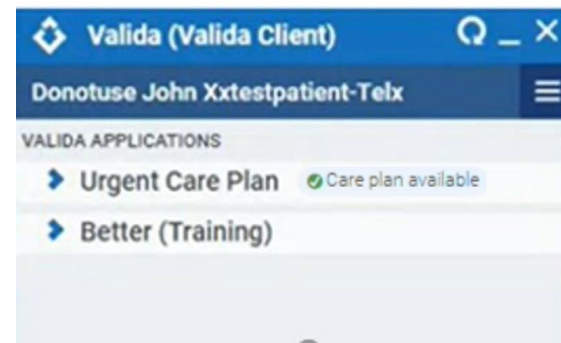 Valida (Valida Client)
Donotuse John Xxtestpatient-Telx
VALIDA APPLICATIONS
Urgent Care Plan Care plan available
Better (Training)